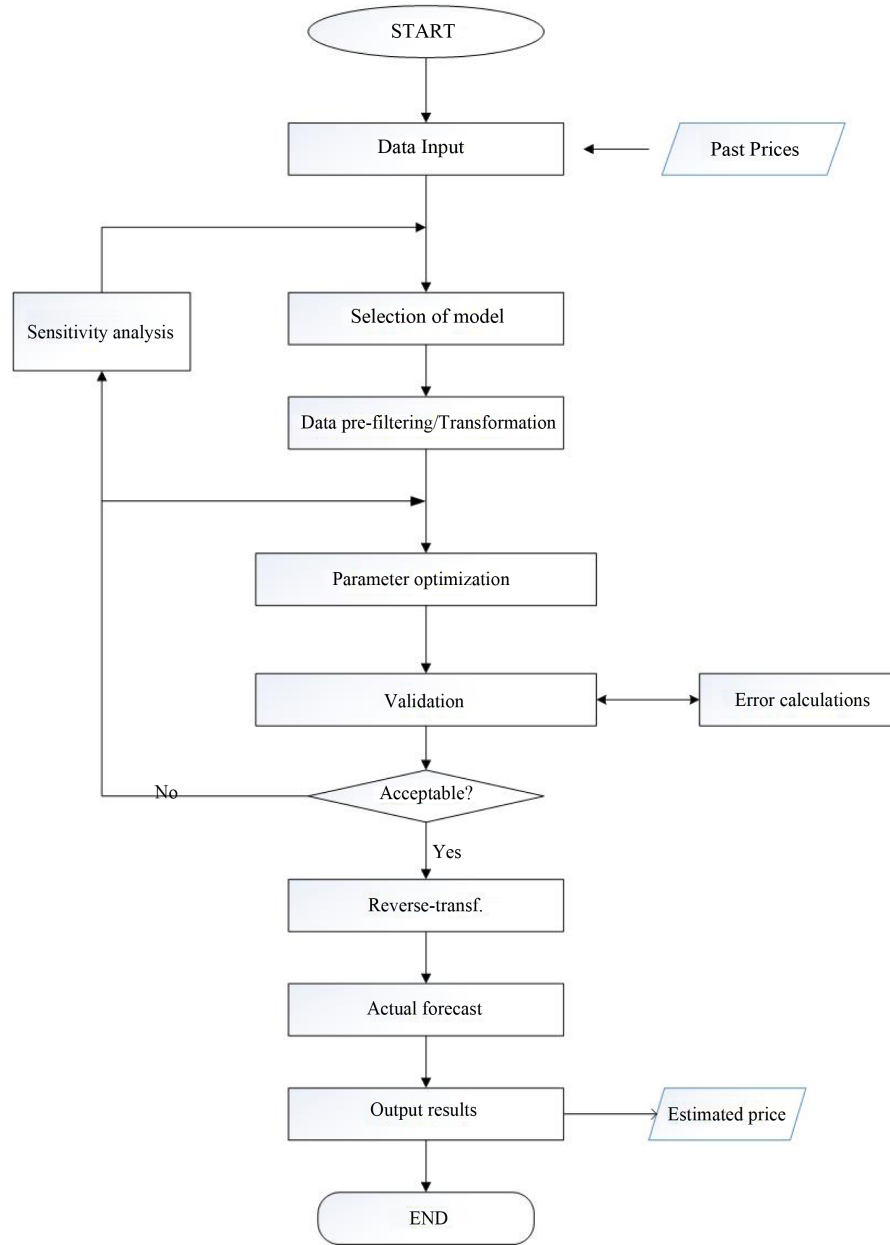 START
Data Input
Past Prices
Selection of model
Sensitivity analysis
Data pre-filtering/Transformation
Parameter optimization
Validation
Error calculations
No
Acceptable?
Yes
Reverse-transf.
Actual forecast
Output results
Estimated price
END